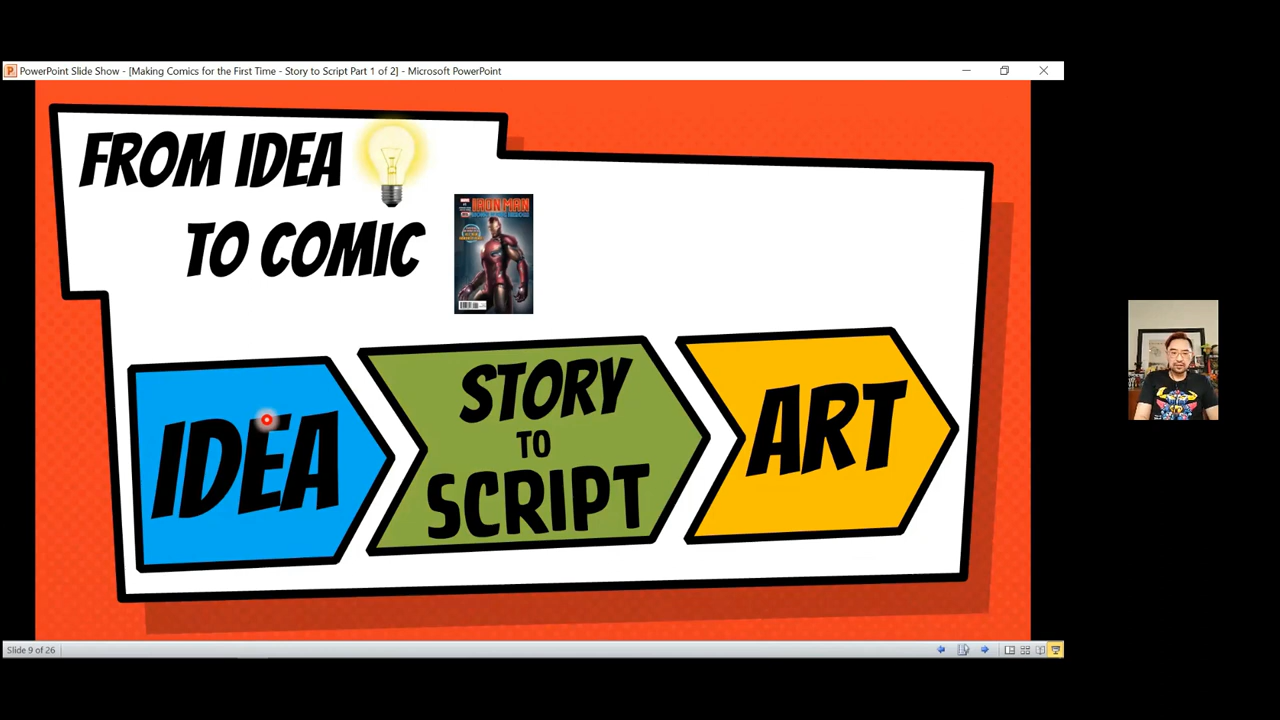 PowerPoint Slide Show - [Making Comics for the First Time - Story to Script Part 1 of 2] - Microsoft PowerPoint
FROM IDEA
TO COMIC
IRON MAN
IDEA
STORY
TO
SCRIPT
ART
Slide 9 of 26